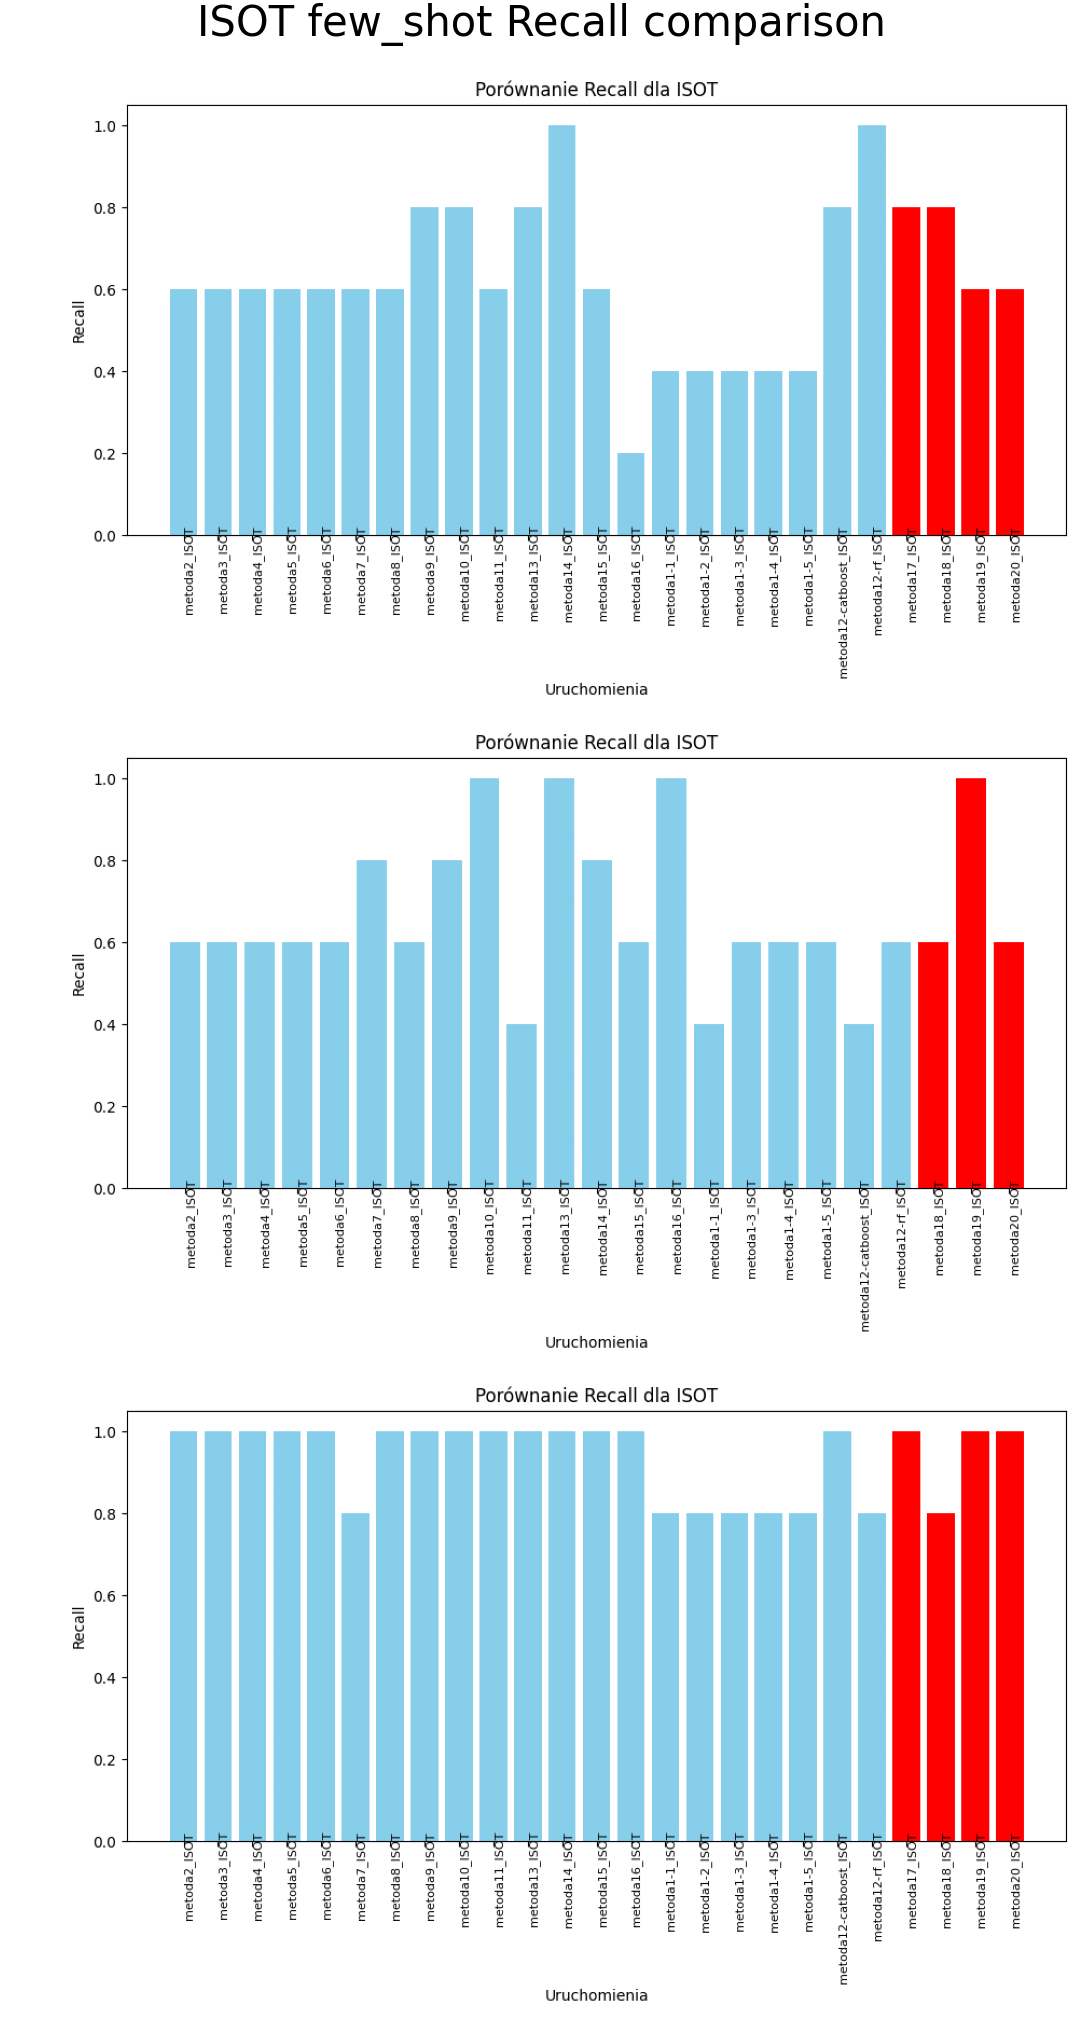 ISOT few_shot Recall comparison
Porównanie Recall dla ISOT
1.0
0.8
0.6
0.4
0.2
0.0
Recall
metoda2_ISOT
metoda3_ISOT
metoda4_ISOT
metoda5_ISOT
metoda6_ISOT
metoda7_ISOT
metoda8_ISOT
metoda9_ISOT
metoda10_ISOT
metoda11_ISOT
metoda13_ISOT
metoda14_ISOT
metoda15_ISOT
metoda16_ISOT
metoda1-1_ISOT
metoda1-2_ISOT
metoda1-3_ISOT
metoda1-4_ISOT
metoda1-5_ISOT
metoda12-catboost_ISOT
metoda12-rf_ISOT
metoda17_ISOT
metoda18_ISOT
metoda19_ISOT
metoda20_ISOT
Uruchomienia
Porównanie Recall dla ISOT
1.0
0.8
0.6
0.4
0.2
0.0
Recall
metoda2_ISOT
metoda3_ISOT
metoda4_ISOT
metoda5_ISOT
metoda6_ISOT
metoda7_ISOT
metoda8_ISOT
metoda9_ISOT
metoda10_ISOT
metoda11_ISOT
metoda13_ISOT
metoda14_ISOT
metoda15_ISOT
metoda16_ISOT
metoda1-1_ISOT
metoda1-3_ISOT
metoda1-4_ISOT
metoda1-5_ISOT
metoda12-catboost_ISOT
metoda12-rf_ISOT
metoda18_ISOT
metoda19_ISOT
metoda20_ISOT
Uruchomienia
Porównanie Recall dla ISOT
1.0
0.8
0.6
0.4
0.2
0.0
Recall
metoda2_ISOT
metoda3_ISOT
metoda4_ISOT
metoda5_ISOT
metoda6_ISOT
metoda7_ISOT
metoda8_ISOT
metoda9_ISOT
metoda10_ISOT
metoda11_ISOT
metoda13_ISOT
metoda14_ISOT
metoda15_ISOT
metoda16_ISOT
metoda1-1_ISOT
metoda1-2_ISOT
metoda1-3_ISOT
metoda1-4_ISOT
metoda1-5_ISOT
metoda12-catboost_ISOT
metoda12-rf_ISOT
metoda17_ISOT
metoda18_ISOT
metoda19_ISOT
metoda20_ISOT
Uruchomienia